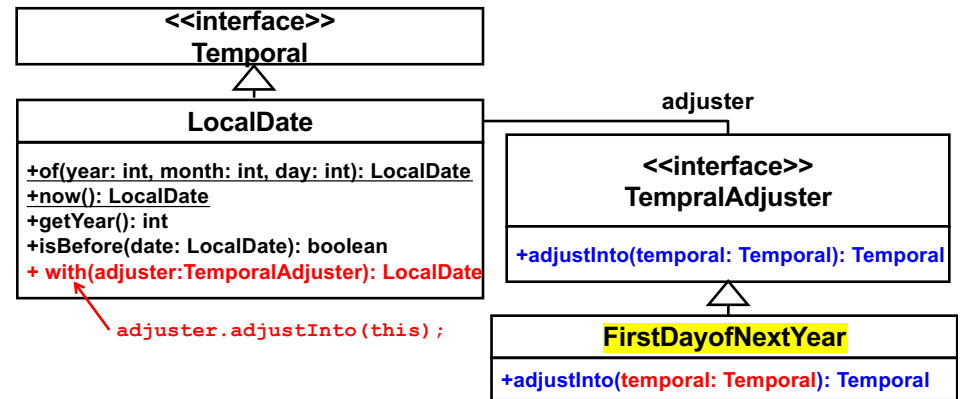 <<interface>>
Temporal
LocalDate
+of(year: int, month: int, day: int): LocalDate
+now(): LocalDate
+getYear(): int
+isBefore(date: LocalDate): boolean
+ with(adjuster:TemporalAdjuster): LocalDate
adjuster.adjustInto(this);
adjuster
<<interface>>
TempralAdjuster
+adjustInto(temporal: Temporal): Temporal
FirstDayofNextYear
+adjustInto(temporal: Temporal): Temporal